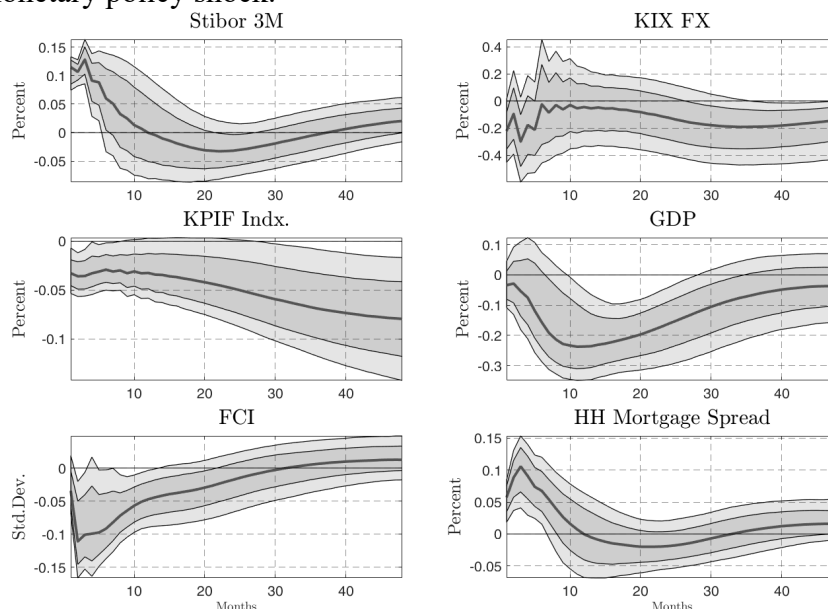 onetary policy shock.
Stibor 3M
0.15
0.1
0.05
0
-0.05
Percent
10 20 30 40
KIX FX
0.4
0.2
0
-0.2
-0.4
Percent
10 20 30 40
KPIF Indx.
0
-0.05
-0.1
Percent
10 20 30 40
GDP
0.1
0
-0.1
-0.2
-0.3
Percent
10 20 30 40
FCI
0
-0.05
-0.1
-0.15
Std.Dev.
10 20 30 40
Months
HH Mortgage Spread
0.15
0.1
0.05
0
-0.05
Percent
10 20 30 40
Months